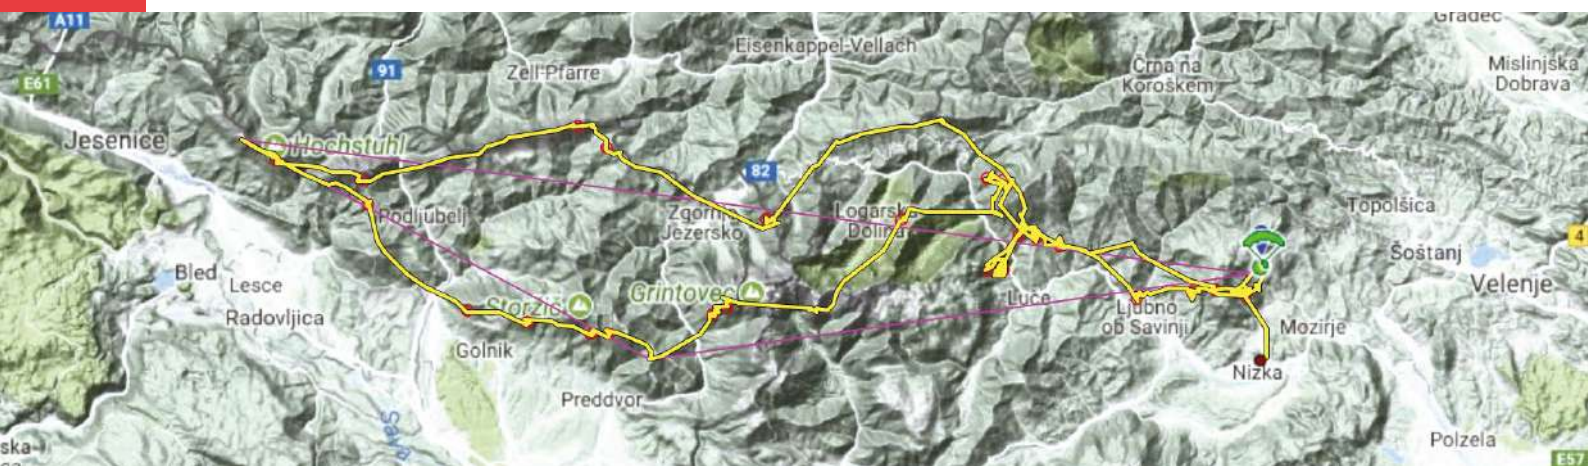 A11
Gradec
E61
91
Eisenkappel-Vellach
Zell-Pfarre
Črna na
Koroškem
Mislinjska
Dobrava
Jesenice
Hochstuhl
82
Podljubelj
Zgornje
Jezersko
Logarska
Dolina
Topolšica
4
Šoštanj
Velenje
Bled
Lesce
Radovljica
Storžič
Grintovec
Luče
Ljubno
ob Savinji
Mozirje
Golnik
Nizka
Preddvor
Sava
Polzela
E57
ska-